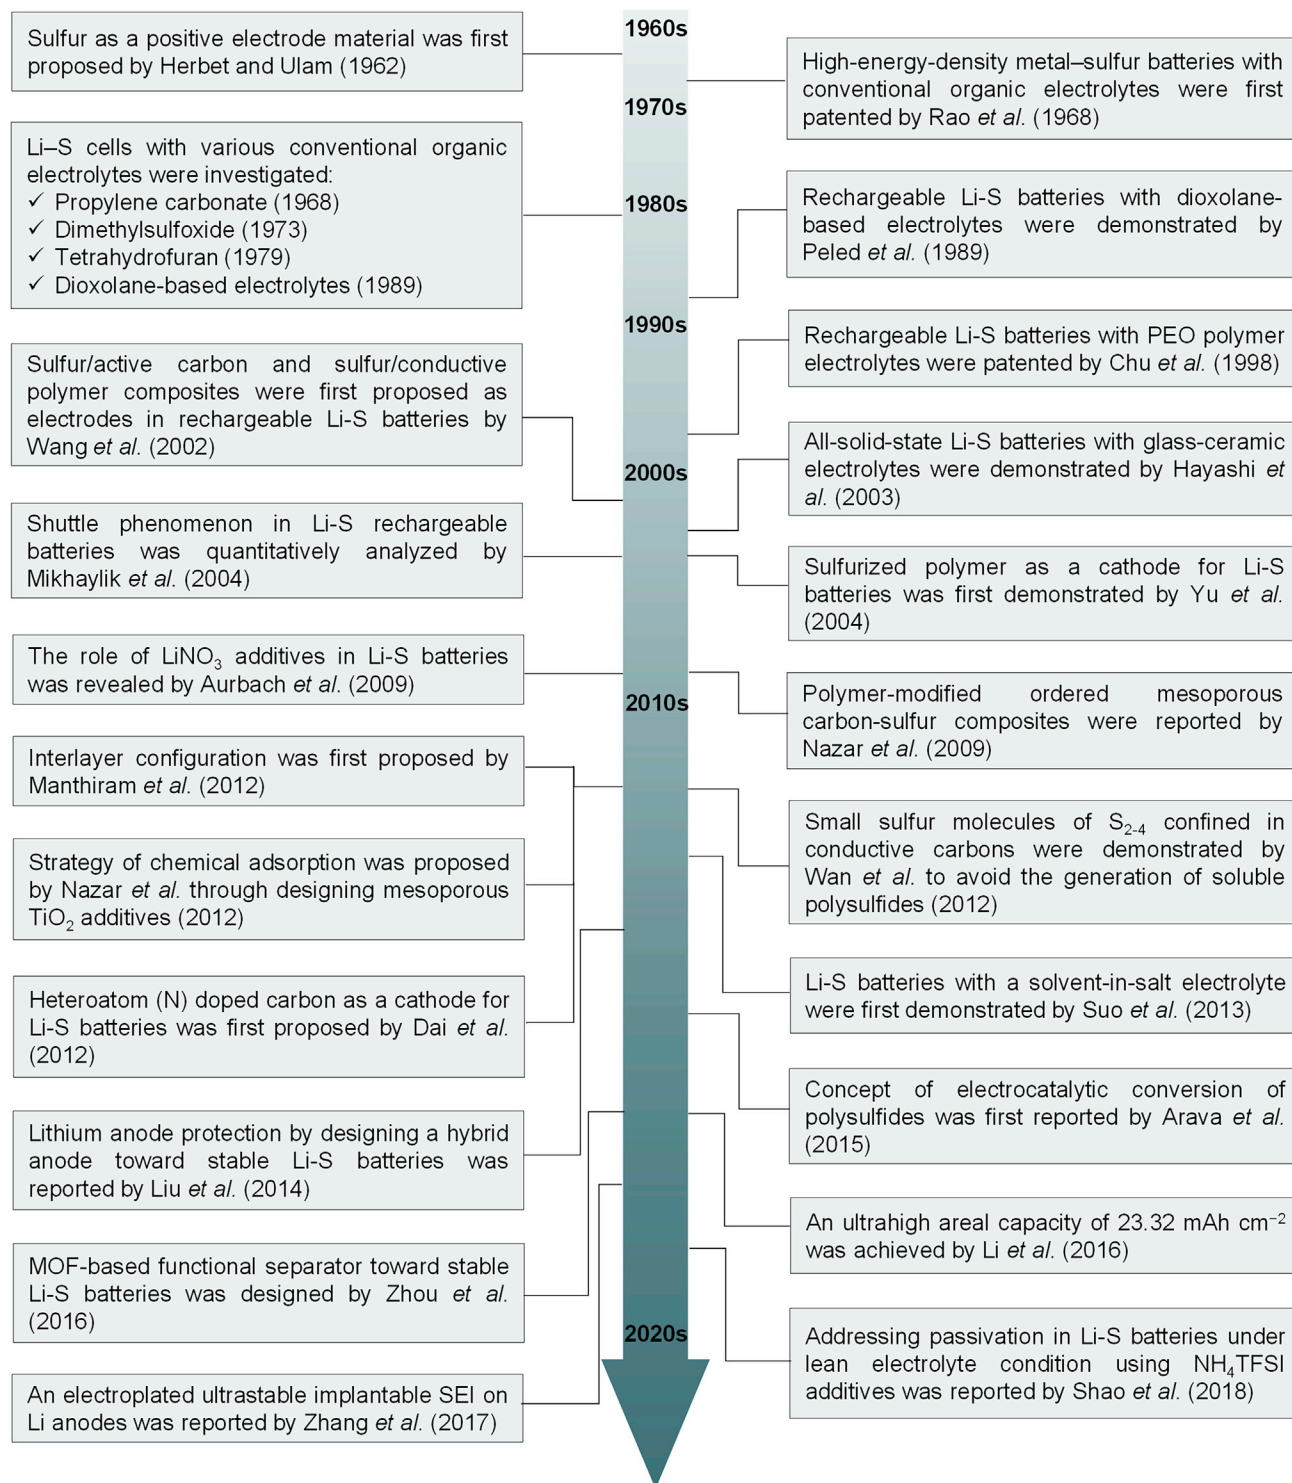 1960s
Sulfur as a positive electrode material was first
proposed by Herbet and Ulam (1962)
High-energy-density metal–sulfur batteries with
conventional organic electrolytes were first
patented by Rao et al. (1968)
1970s
Li–S cells with various conventional organic
electrolytes were investigated:
✓ Propylene carbonate (1968)
✓ Dimethylsulfoxide (1973)
✓ Tetrahydrofuran (1979)
✓ Dioxolane-based electrolytes (1989)
1980s
Rechargeable Li-S batteries with dioxolane-
based electrolytes were demonstrated by
Peled et al. (1989)
1990s
Rechargeable Li-S batteries with PEO polymer
electrolytes were patented by Chu et al. (1998)
Sulfur/active carbon and sulfur/conductive
polymer composites were first proposed as
electrodes in rechargeable Li-S batteries by
Wang et al. (2002)
All-solid-state Li-S batteries with glass-ceramic
electrolytes were demonstrated by Hayashi et
al. (2003)
2000s
Shuttle phenomenon in Li-S rechargeable
batteries was quantitatively analyzed by
Mikhaylik et al. (2004)
Sulfurized polymer as a cathode for Li-S
batteries was first demonstrated by Yu et al.
(2004)
The role of LiNO₃ additives in Li-S batteries
was revealed by Aurbach et al. (2009)
Polymer-modified ordered mesoporous
carbon-sulfur composites were reported by
Nazar et al. (2009)
2010s
Interlayer configuration was first proposed by
Manthiram et al. (2012)
Small sulfur molecules of S₂₋₄ confined in
conductive carbons were demonstrated by
Wan et al. to avoid the generation of soluble
polysulfides (2012)
Strategy of chemical adsorption was proposed
by Nazar et al. through designing mesoporous
TiO₂ additives (2012)
Li-S batteries with a solvent-in-salt electrolyte
were first demonstrated by Suo et al. (2013)
Heteroatom (N) doped carbon as a cathode for
Li-S batteries was first proposed by Dai et al.
(2012)
Concept of electrocatalytic conversion of
polysulfides was first reported by Arava et al.
(2015)
Lithium anode protection by designing a hybrid
anode toward stable Li-S batteries was
reported by Liu et al. (2014)
An ultrahigh areal capacity of 23.32 mAh cm⁻²
was achieved by Li et al. (2016)
MOF-based functional separator toward stable
Li-S batteries was designed by Zhou et al.
(2016)
2020s
Addressing passivation in Li-S batteries under
lean electrolyte condition using NH₄TFSI
additives was reported by Shao et al. (2018)
An electroplated ultrastable implantable SEI on
Li anodes was reported by Zhang et al. (2017)